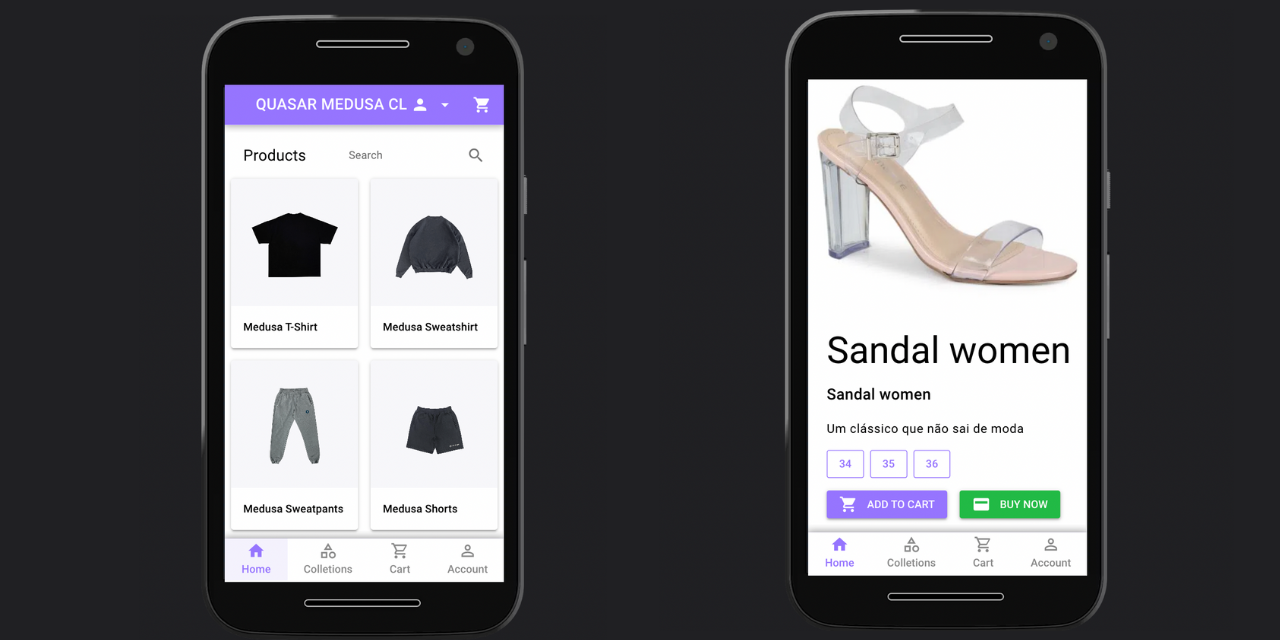 QUASAR MEDUSA CL
Products
Search
Medusa T-Shirt
Medusa Sweatshirt
Medusa Sweatpants
Medusa Shorts
Home
Colletions
Cart
Account
Sandal women
Sandal women
Um clássico que não sai de moda
34
35
36
ADD TO CART
BUY NOW
Home
Colletions
Cart
Account